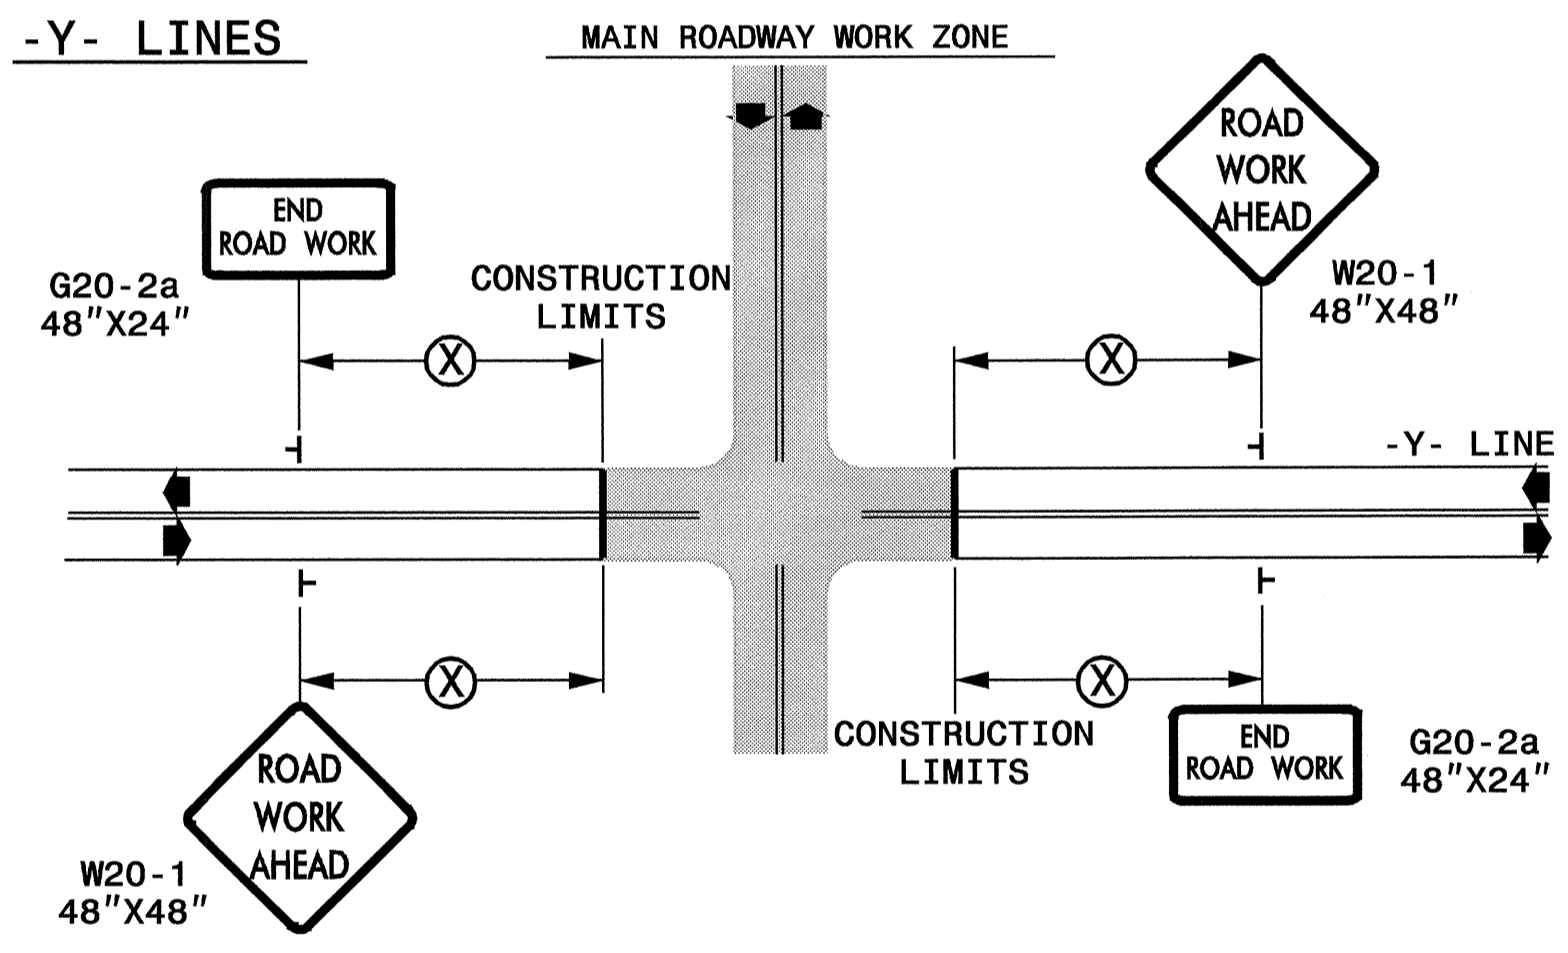 -Y- LINES
MAIN ROADWAY WORK ZONE
END
ROAD WORK
G20-2a
48"X24"
CONSTRUCTION
LIMITS
X
ROAD
WORK
AHEAD
W20-1
48"X48"
X
-Y- LINE
X
ROAD
WORK
AHEAD
W20-1
48"X48"
X
CONSTRUCTION
LIMITS
END
ROAD WORK
G20-2a
48"X24"